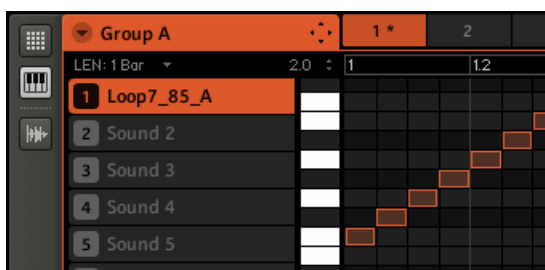 Group A 1* 2
LEN: 1 Bar 2.0 1 1.2
1 Loop7_85_A
2 Sound 2
3 Sound 3
4 Sound 4
5 Sound 5